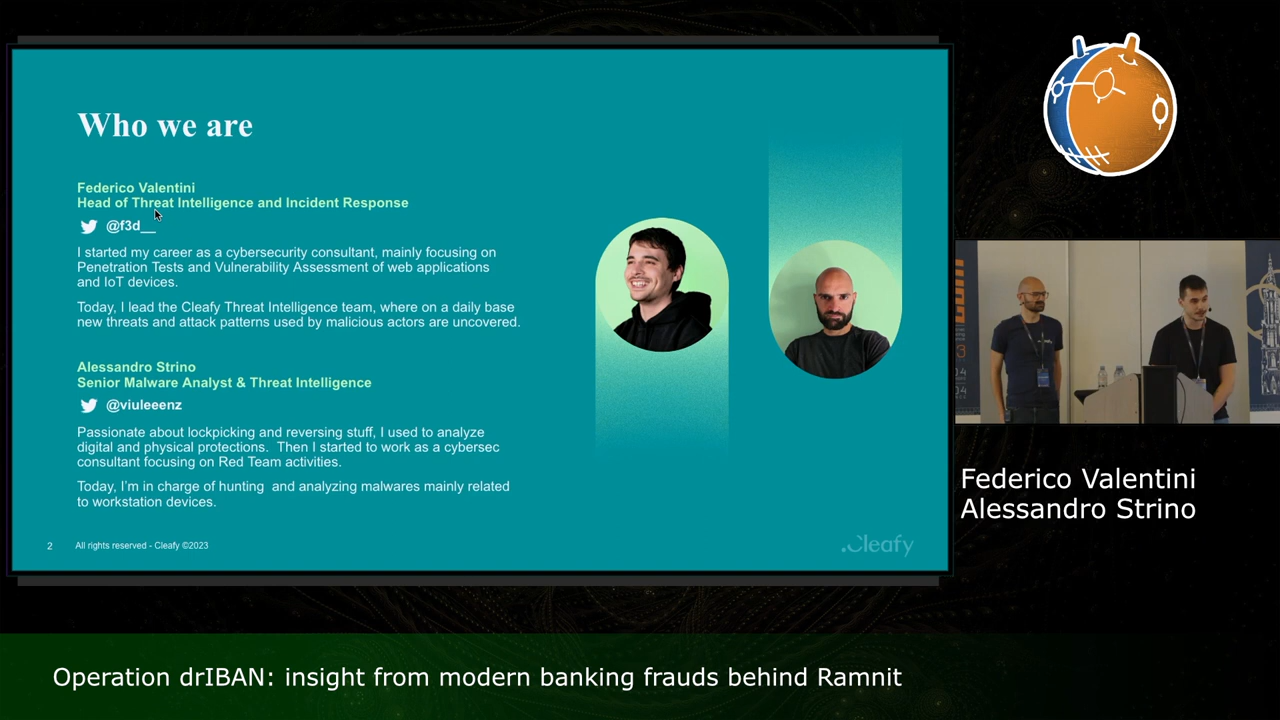 Who we are
Federico Valentini
Head of Threat Intelligence and Incident Response
@f3d__
I started my career as a cybersecurity consultant, mainly focusing on
Penetration Tests and Vulnerability Assessment of web applications
and IoT devices.
Today, I lead the Cleafy Threat Intelligence team, where on a daily base
new threats and attack patterns used by malicious actors are uncovered.
Alessandro Strino
Senior Malware Analyst & Threat Intelligence
@viuleeenz
Passionate about lockpicking and reversing stuff, I used to analyze
digital and physical protections. Then I started to work as a cybersec
consultant focusing on Red Team activities.
Today, I'm in charge of hunting and analyzing malwares mainly related
to workstation devices.
2
All rights reserved - Cleafy ©2023
.Cleafy
Federico Valentini
Alessandro Strino
Operation drIBAN: insight from modern banking frauds behind Ramnit